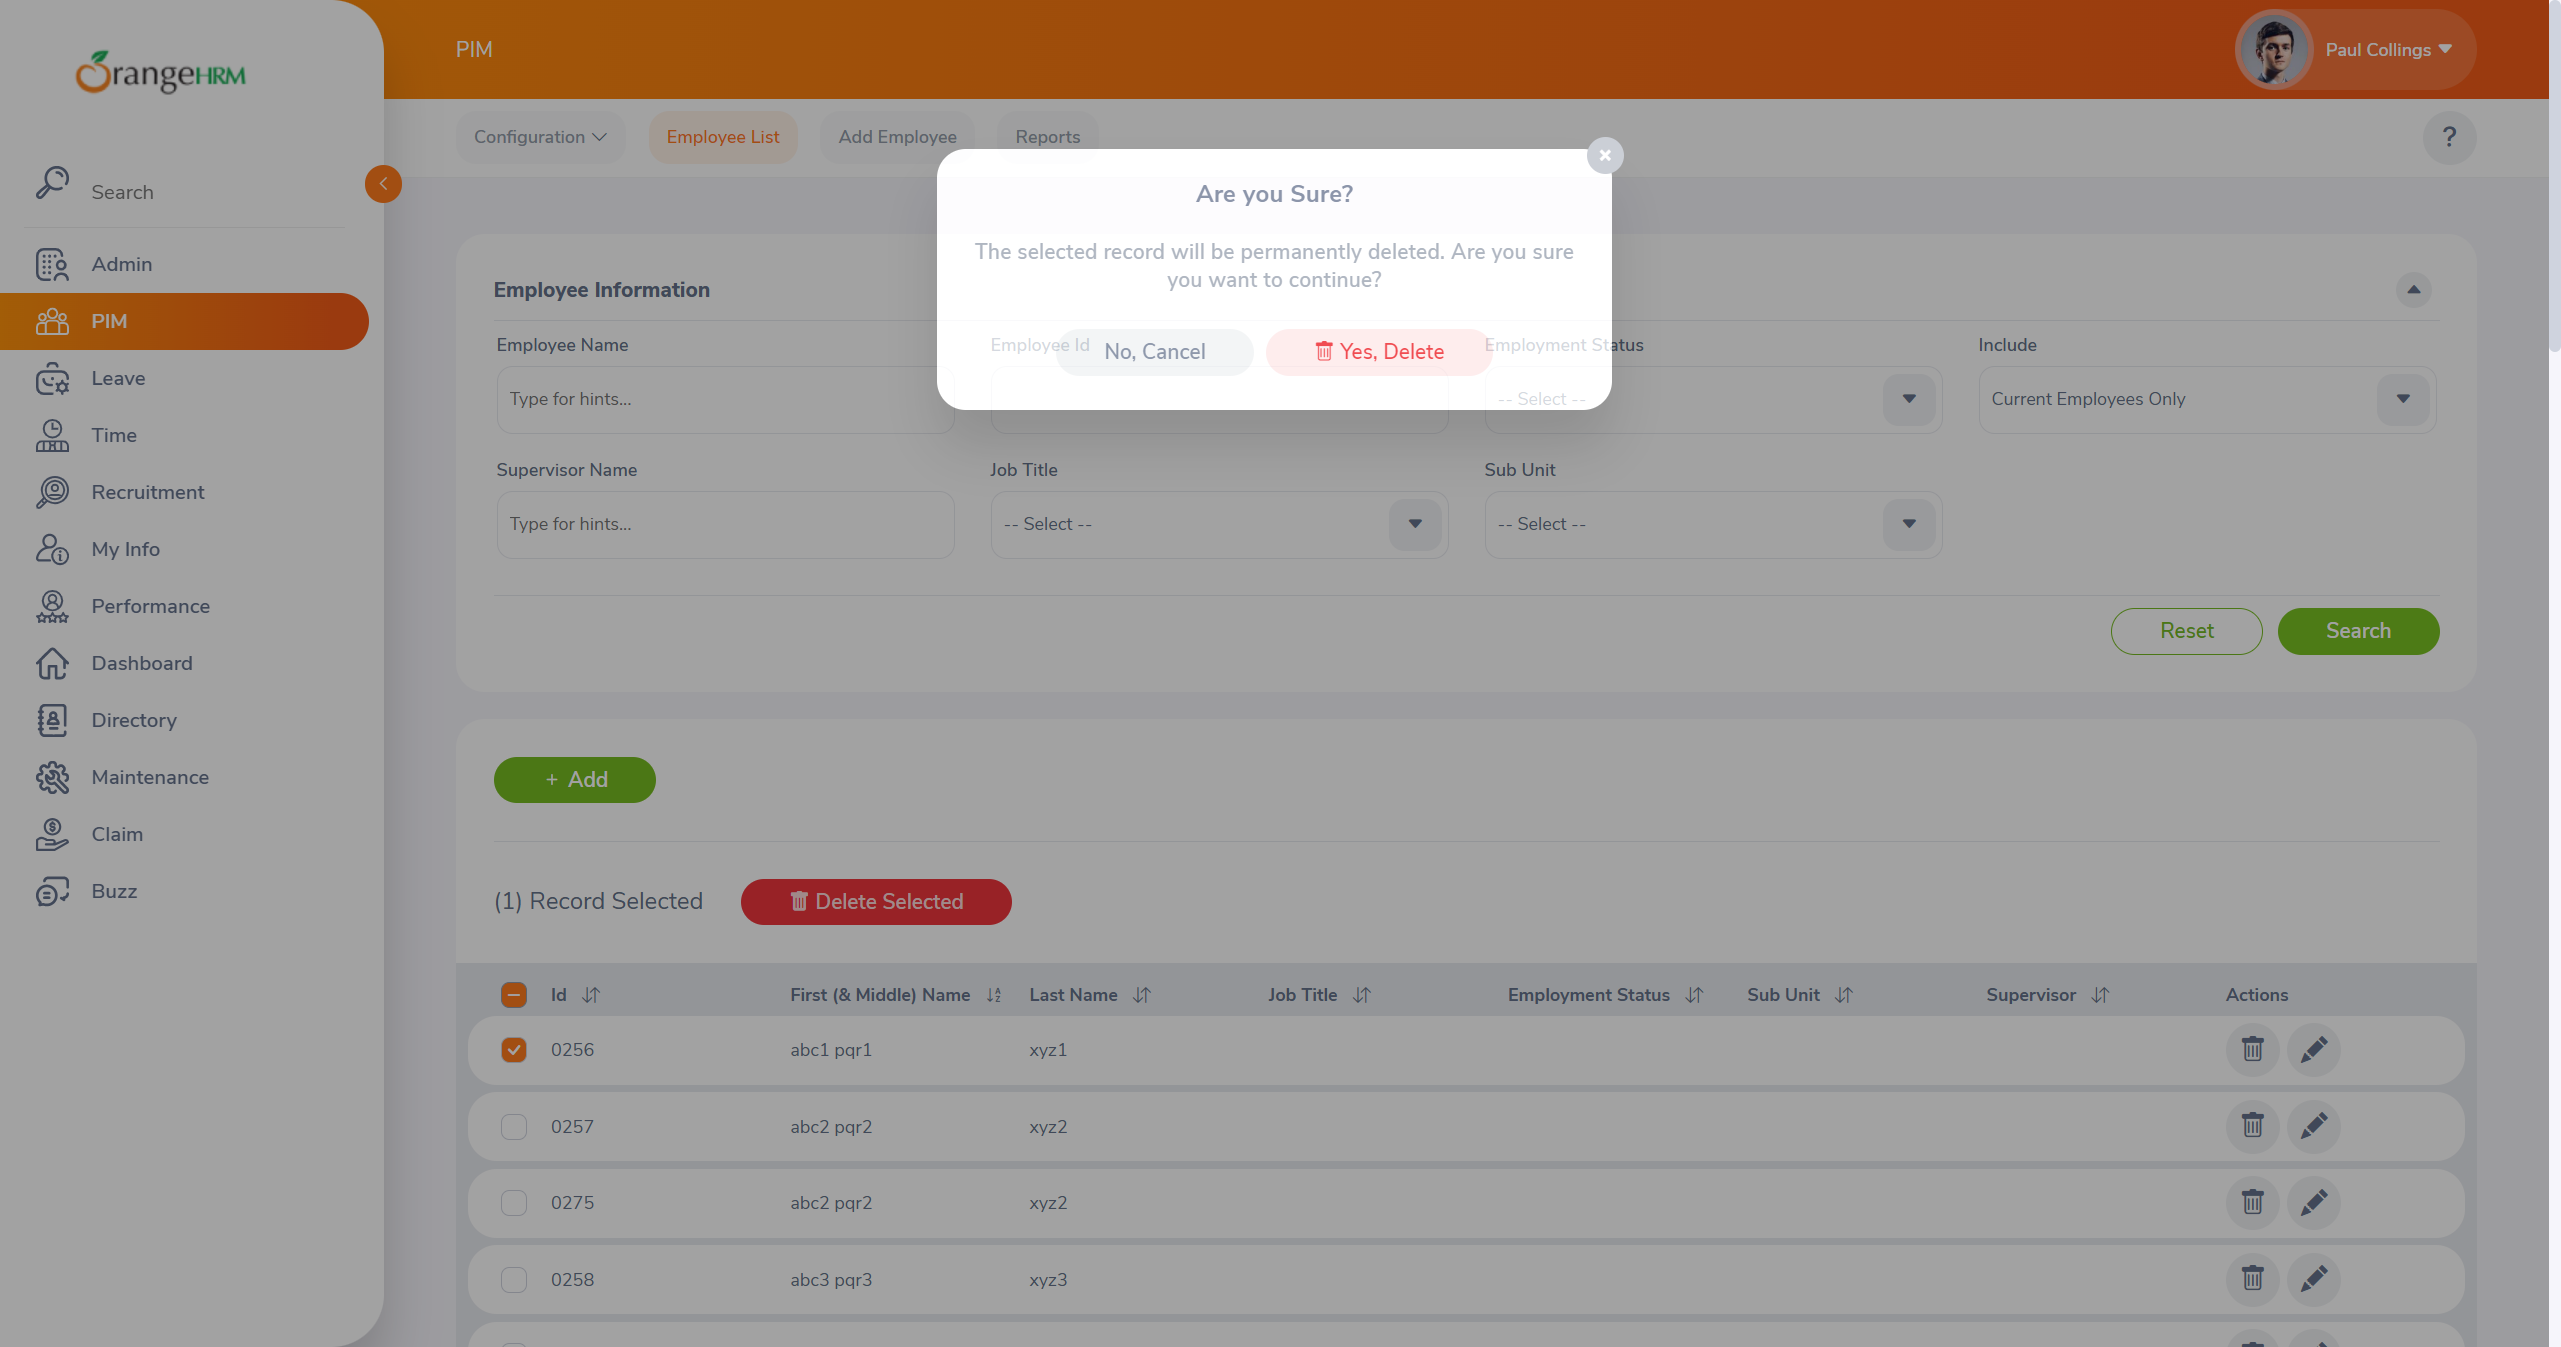 OrangeHRM
PIM
Paul Collings
Search
Admin
PIM
Leave
Time
Recruitment
My Info
Performance
Dashboard
Directory
Maintenance
Claim
Buzz
Configuration
Employee List
Add Employee
Reports
?
Are you Sure?
The selected record will be permanently deleted. Are you sure
you want to continue?
No, Cancel
Yes, Delete
Employee Information
Employee Name
Employee Id
Employment Status
Include
Type for hints...
-- Select --
Current Employees Only
Supervisor Name
Job Title
Sub Unit
Type for hints...
-- Select --
-- Select --
Reset
Search
+ Add
(1) Record Selected
Delete Selected
Id
First (& Middle) Name
Last Name
Job Title
Employment Status
Sub Unit
Supervisor
Actions
0256
abc1 pqr1
xyz1
0257
abc2 pqr2
xyz2
0275
abc2 pqr2
xyz2
0258
abc3 pqr3
xyz3